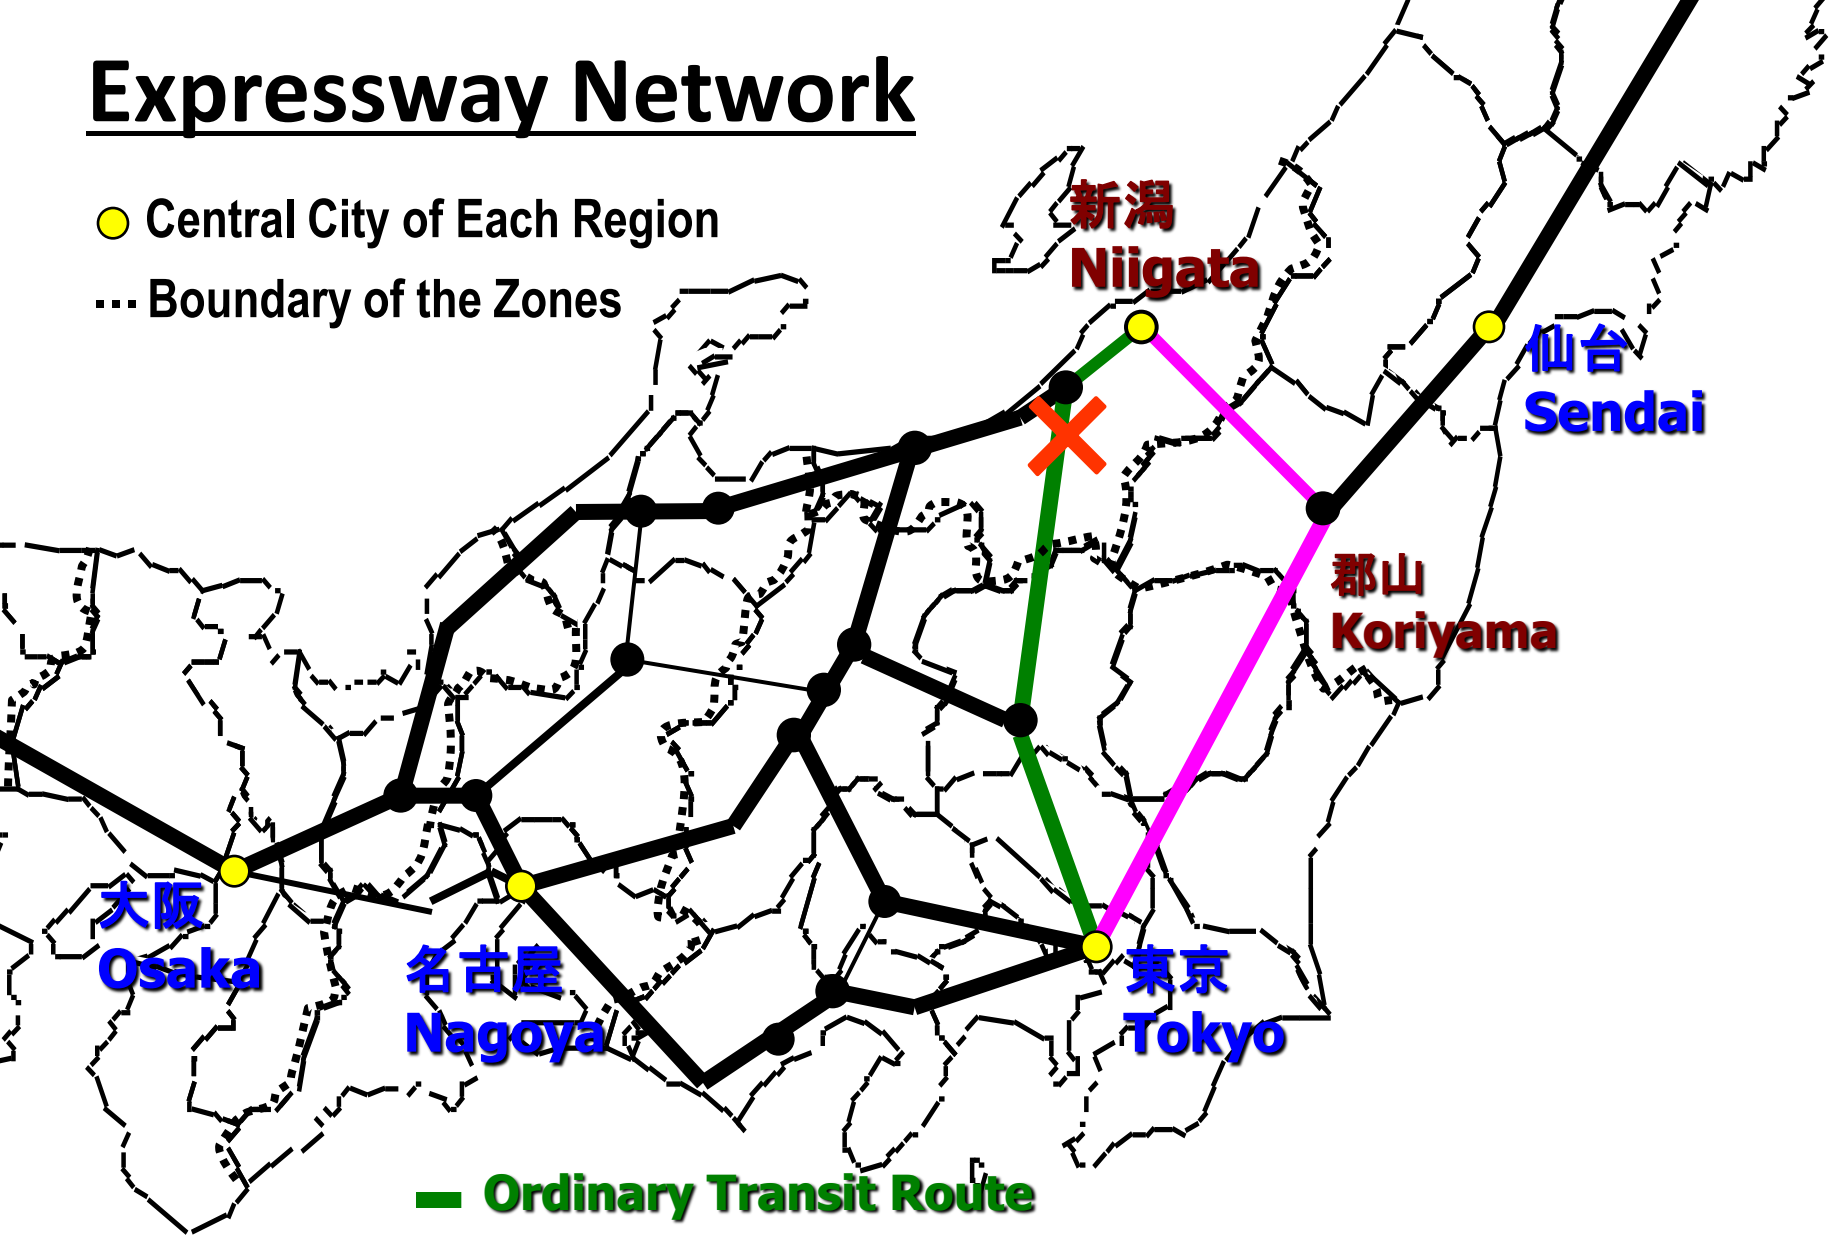 Expressway Network
Central City of Each Region
Boundary of the Zones
新潟
Niigata
仙台
Sendai
郡山
Koriyama
大阪
Osaka
名古屋
Nagoya
東京
Tokyo
Ordinary Transit Route